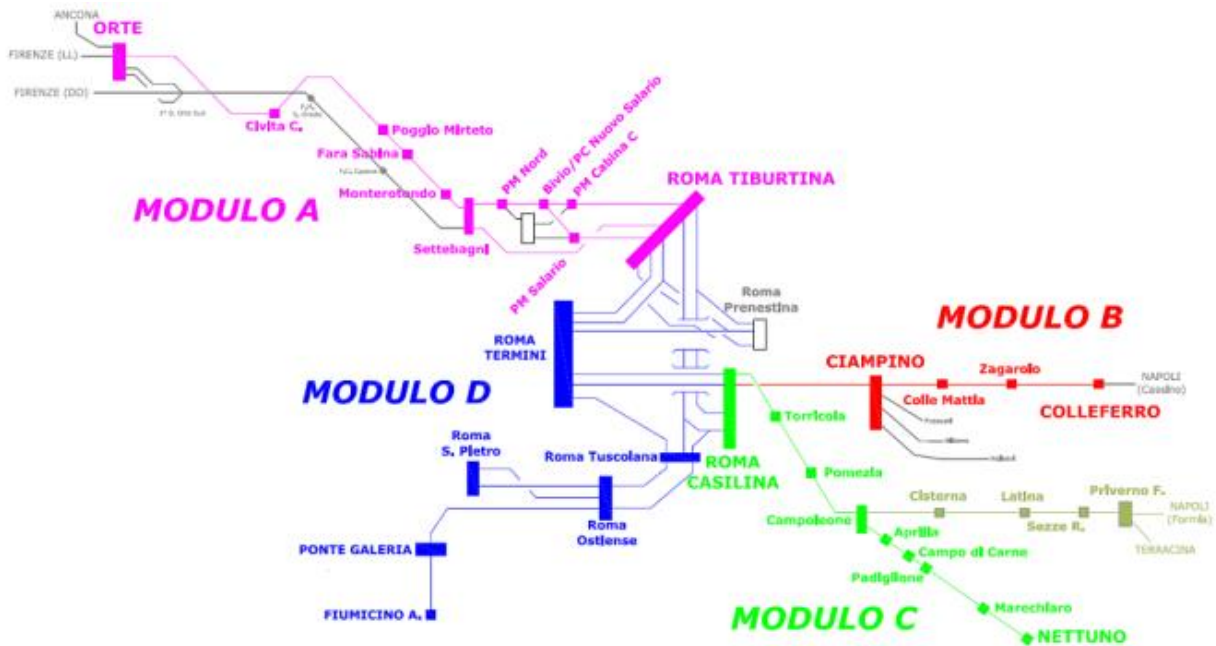 ANCONA
ORTE
FIRENZE (LL)
FIRENZE (DD)
Civita C.
Poggio Mirteto
Fara Sabina
Monterotondo
MODULO A
Settebagni
PM Nord
Bivio/PC Nuovo Salario
PM Cabina C
PM Salario
ROMA TIBURTINA
Roma
Prenestina
MODULO B
ROMA
TERMINI
CIAMPINO
Zagarolo
NAPOLI
(Cassino)
Colle Mattia
COLLEFERRO
MODULO D
Torricola
Roma
S. Pietro
Roma Tuscolana
ROMA
CASILINA
Pomezia
Cisterna
Latina
Priverno F.
Campoleone
Sezze R.
NAPOLI
(Formia)
Roma
Ostiense
Aprilia
TERRACINA
PONTE GALERIA
Campo di Carne
Padiglione
FIUMICINO A.
MODULO C
Marechiaro
NETTUNO